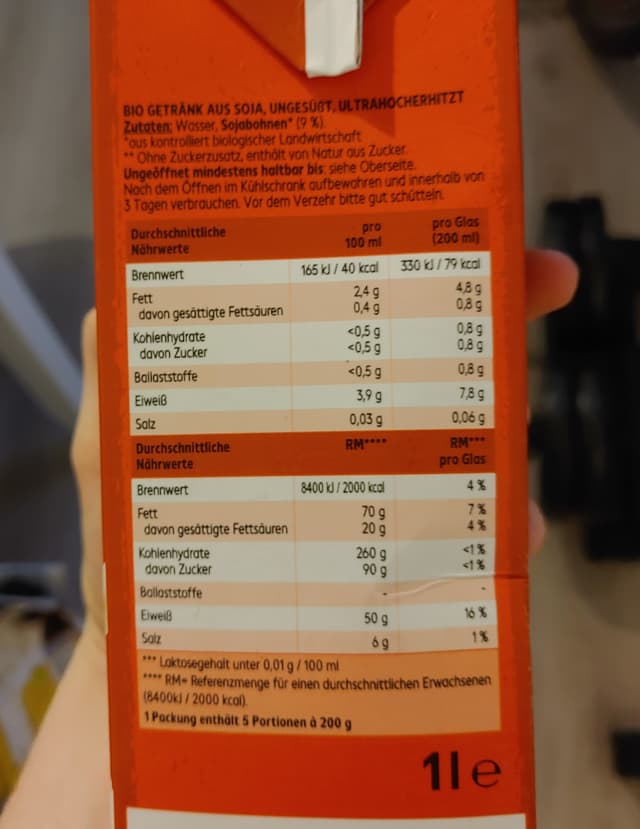 BIO GETRÄNK AUS SOJA, UNGESÜẞT, ULTRAHOCHERHITZT
Zutaten: Wasser, Sojabohnen* (9 %).
*aus kontrolliert biologischer Landwirtschaft
** Ohne Zuckerzusatz, enthält von Natur aus Zucker.
Ungeöffnet mindestens haltbar bis: siehe Oberseite.
Nach dem Öffnen im Kühlschrank aufbewahren und innerhalb von
3 Tagen verbrauchen. Vor dem Verzehr bitte gut schütteln.
Durchschnittliche Nährwerte pro 100 ml pro Glas (200 ml)
Brennwert 165 kJ / 40 kcal 330 kJ / 79 kcal
Fett 2,4 g 4,8 g
davon gesättigte Fettsäuren 0,4 g 0,8 g
Kohlenhydrate <0,5 g 0,8 g
davon Zucker <0,5 g 0,8 g
Ballaststoffe <0,5 g 0,8 g
Eiweiß 3,9 g 7,8 g
Salz 0,03 g 0,06 g
Durchschnittliche Nährwerte RM**** RM*** pro Glas
Brennwert 8400 kJ / 2000 kcal 4 %
Fett 70 g 7 %
davon gesättigte Fettsäuren 20 g 4 %
Kohlenhydrate 260 g <1 %
davon Zucker 90 g <1 %
Ballaststoffe - -
Eiweiß 50 g 16 %
Salz 6 g 1 %
*** Laktosegehalt unter 0,01 g / 100 ml
**** RM= Referenzmenge für einen durchschnittlichen Erwachsenen
(8400kJ / 2000 kcal).
1 Packung enthält 5 Portionen à 200 g
1l e